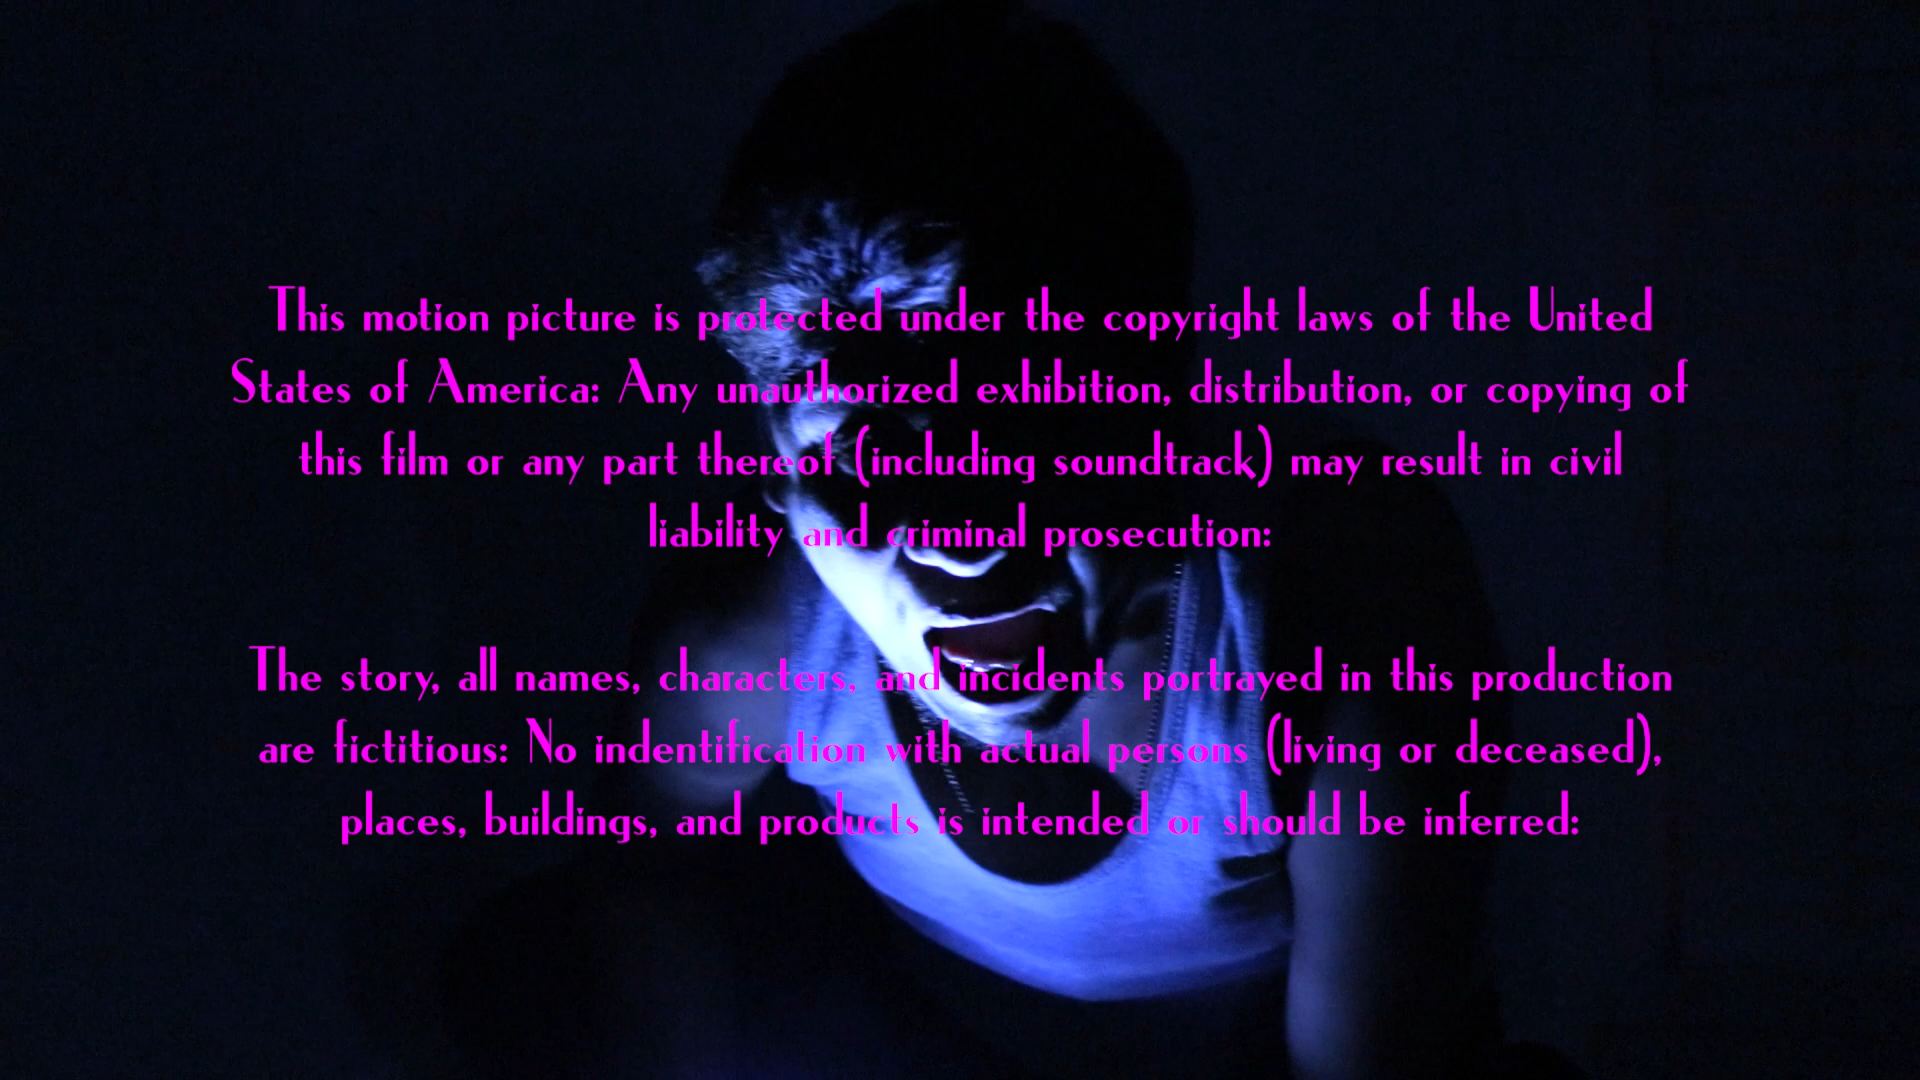 This motion picture is protected under the copyright laws of the United
States of America: Any unauthorized exhibition, distribution, or copying of
this film or any part thereof (including soundtrack) may result in civil
liability and criminal prosecution:
The story, all names, characters, and incidents portrayed in this production
are fictitious: No indentification with actual persons (living or deceased),
places, buildings, and products is intended or should be inferred: